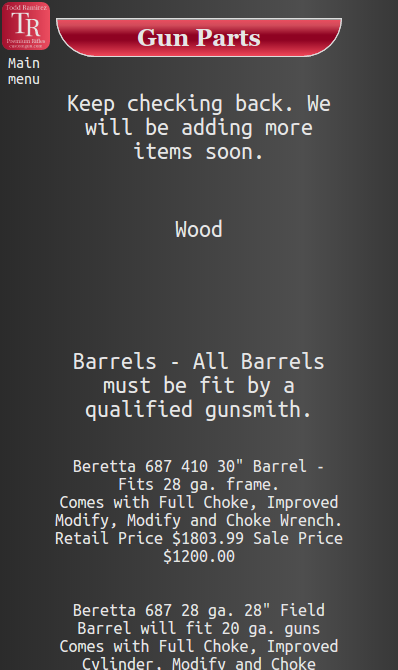 Todd Ramirez
TR
Premium Rifles
Main
menu
Gun Parts
Keep checking back. We
will be adding more
items soon.
Wood
Barrels - All Barrels
must be fit by a
qualified gunsmith.
Beretta 687 410 30" Barrel -
Fits 28 ga. frame.
Comes with Full Choke, Improved
Modify, Modify and Choke Wrench.
Retail Price $1803.99 Sale Price
$1200.00
Beretta 687 28 ga. 28" Field
Barrel will fit 20 ga. guns
Comes with Full Choke, Improved
Cylinder, Modify and Choke